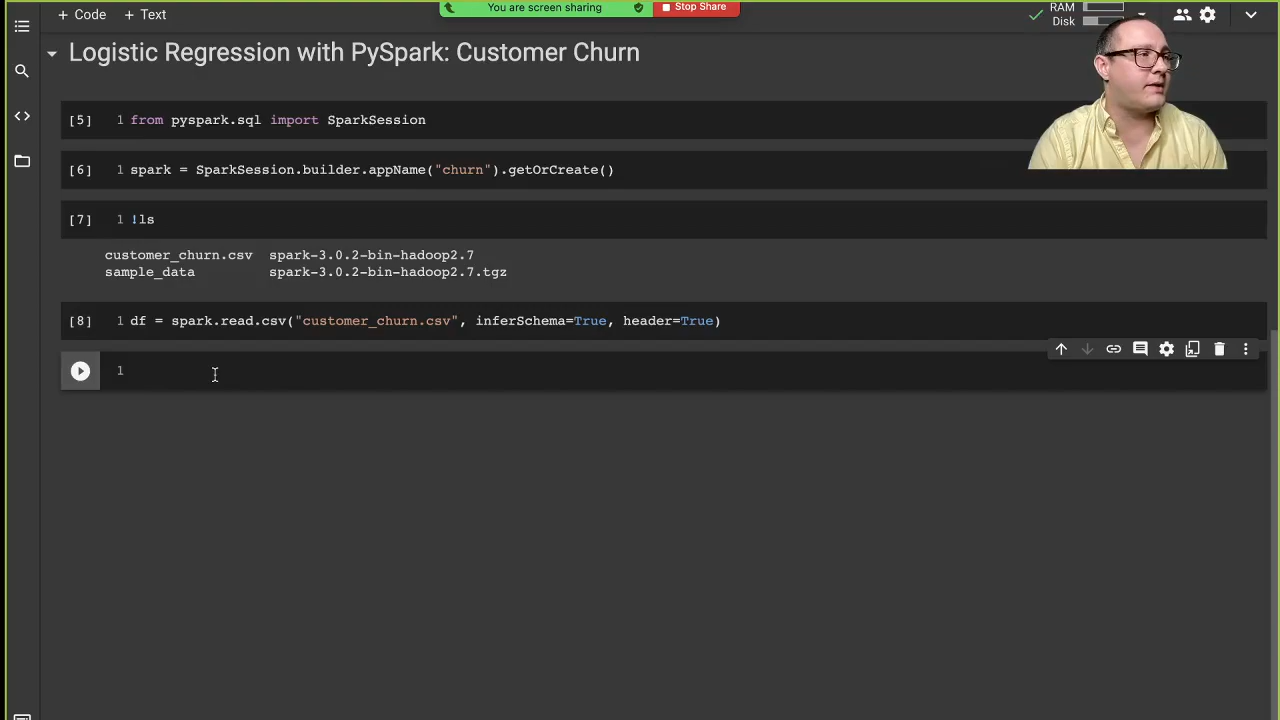 + Code + Text
You are screen sharing
Stop Share
RAM
Disk
Logistic Regression with PySpark: Customer Churn
[5] 1 from pyspark.sql import SparkSession
[6] 1 spark = SparkSession.builder.appName("churn").getOrCreate()
[7] 1 !ls
customer_churn.csv spark-3.0.2-bin-hadoop2.7
sample_data spark-3.0.2-bin-hadoop2.7.tgz
[8] 1 df = spark.read.csv("customer_churn.csv", inferSchema=True, header=True)
1